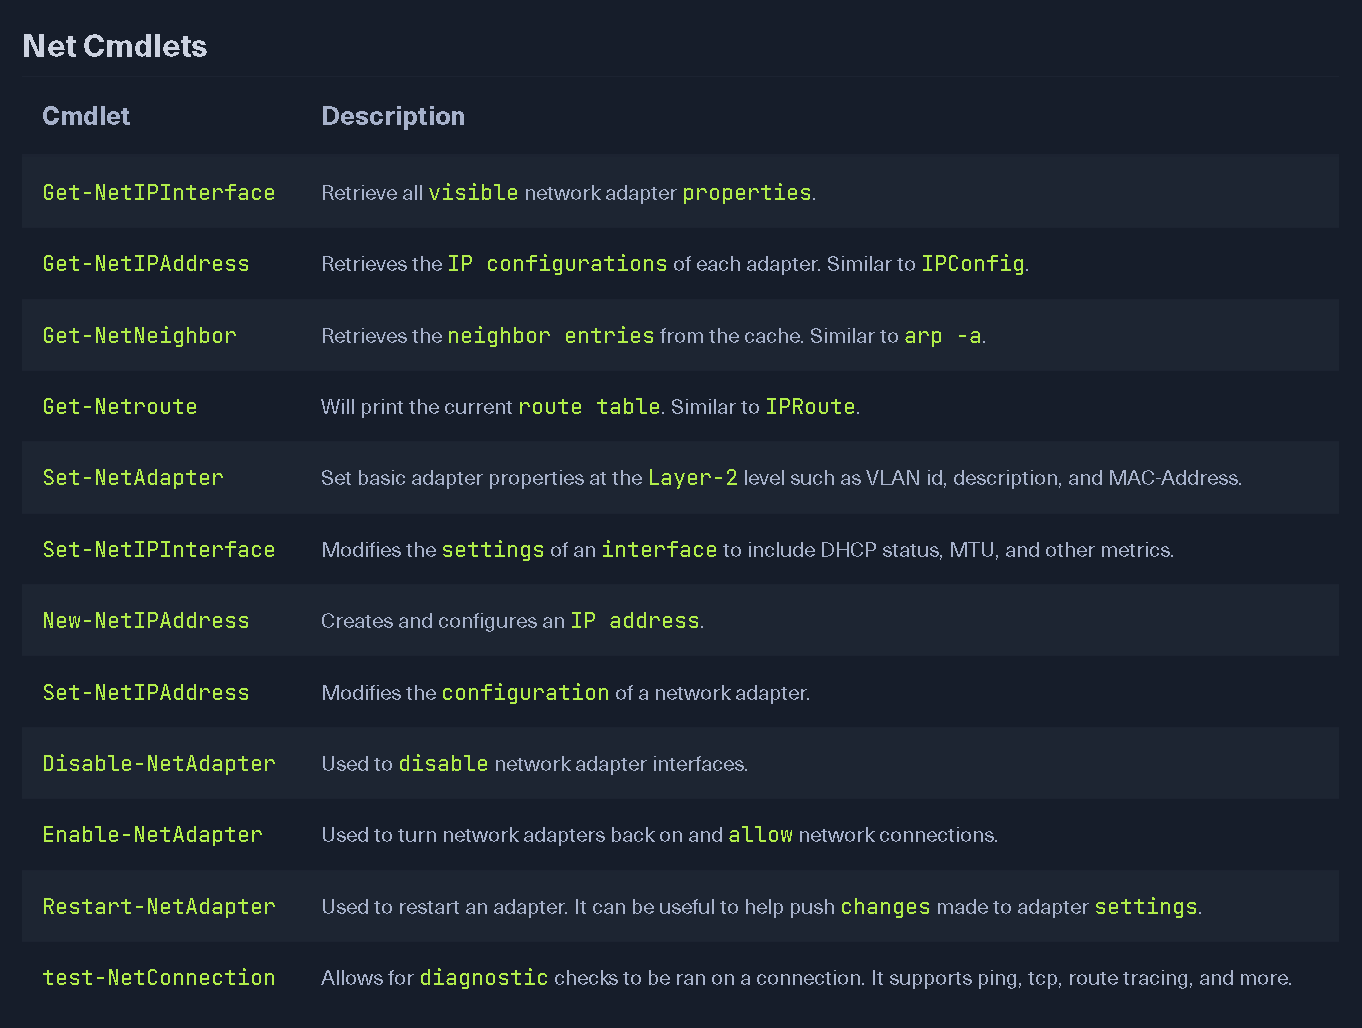 Net Cmdlets
Cmdlet Description
Get-NetIPInterface Retrieve all visible network adapter properties.
Get-NetIPAddress Retrieves the IP configurations of each adapter. Similar to IPConfig.
Get-NetNeighbor Retrieves the neighbor entries from the cache. Similar to arp -a.
Get-Netroute Will print the current route table. Similar to IPRoute.
Set-NetAdapter Set basic adapter properties at the Layer-2 level such as VLAN id, description, and MAC-Address.
Set-NetIPInterface Modifies the settings of an interface to include DHCP status, MTU, and other metrics.
New-NetIPAddress Creates and configures an IP address.
Set-NetIPAddress Modifies the configuration of a network adapter.
Disable-NetAdapter Used to disable network adapter interfaces.
Enable-NetAdapter Used to turn network adapters back on and allow network connections.
Restart-NetAdapter Used to restart an adapter. It can be useful to help push changes made to adapter settings.
test-NetConnection Allows for diagnostic checks to be ran on a connection. It supports ping, tcp, route tracing, and more.